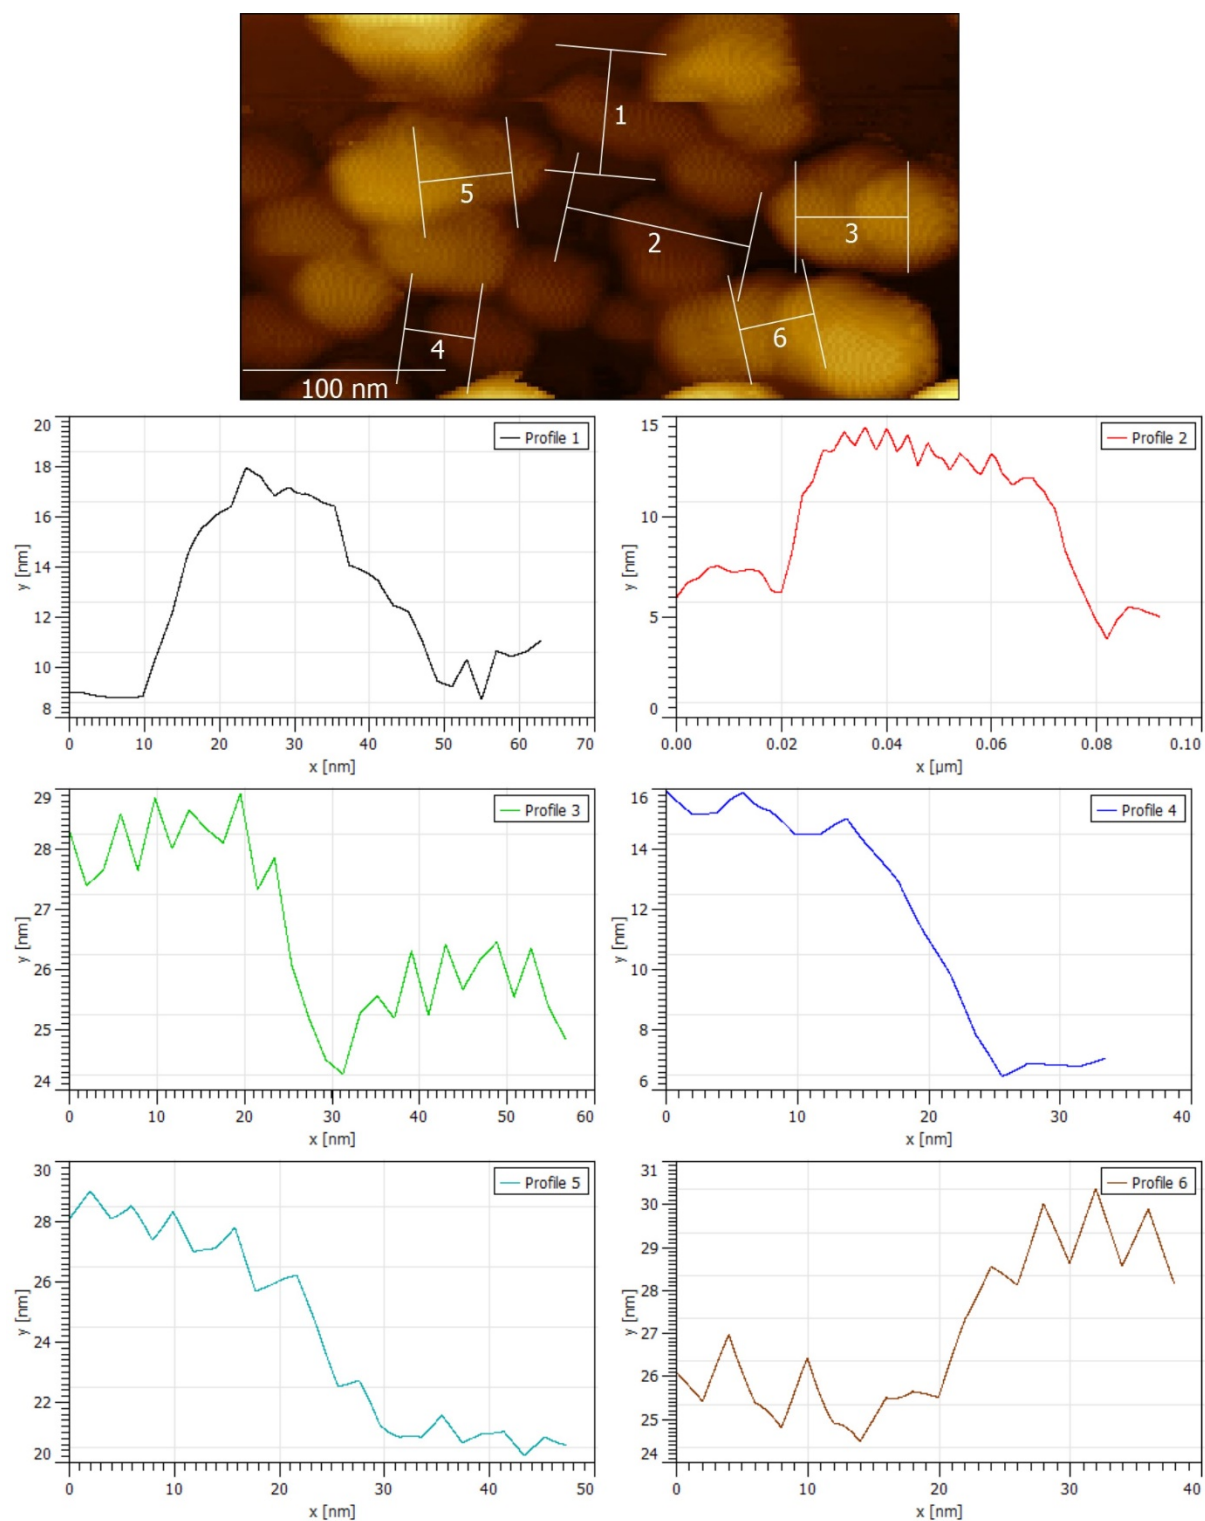 1
5
2
3
6
4
100 nm
Profile 1
y [nm]
20
18
16
14
12
10
8
0 10 20 30 40 50 60 70
x [nm]
Profile 2
y [nm]
15
10
5
0
0.00 0.02 0.04 0.06 0.08 0.10
x [µm]
Profile 3
y [nm]
29
28
27
26
25
24
0 10 20 30 40 50 60
x [nm]
Profile 4
y [nm]
16
14
12
10
8
6
0 10 20 30 40
x [nm]
Profile 5
y [nm]
30
28
26
24
22
20
0 10 20 30 40 50
x [nm]
Profile 6
y [nm]
31
30
29
28
27
26
25
24
0 10 20 30 40
x [nm]